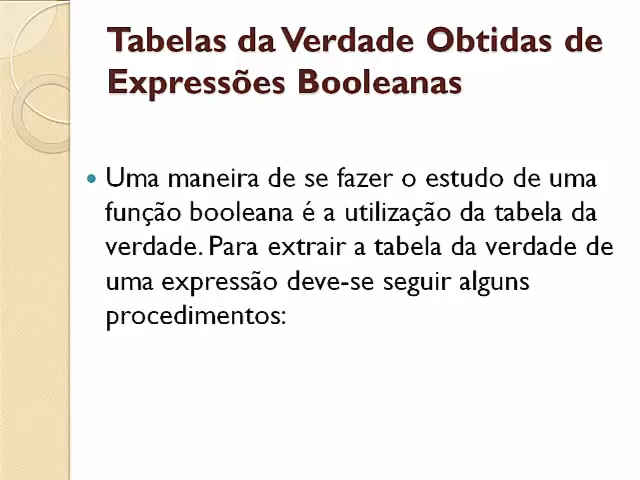 Tabelas da Verdade Obtidas de
Expressões Booleanas
Uma maneira de se fazer o estudo de uma
função booleana é a utilização da tabela da
verdade. Para extrair a tabela da verdade de
uma expressão deve-se seguir alguns
procedimentos: